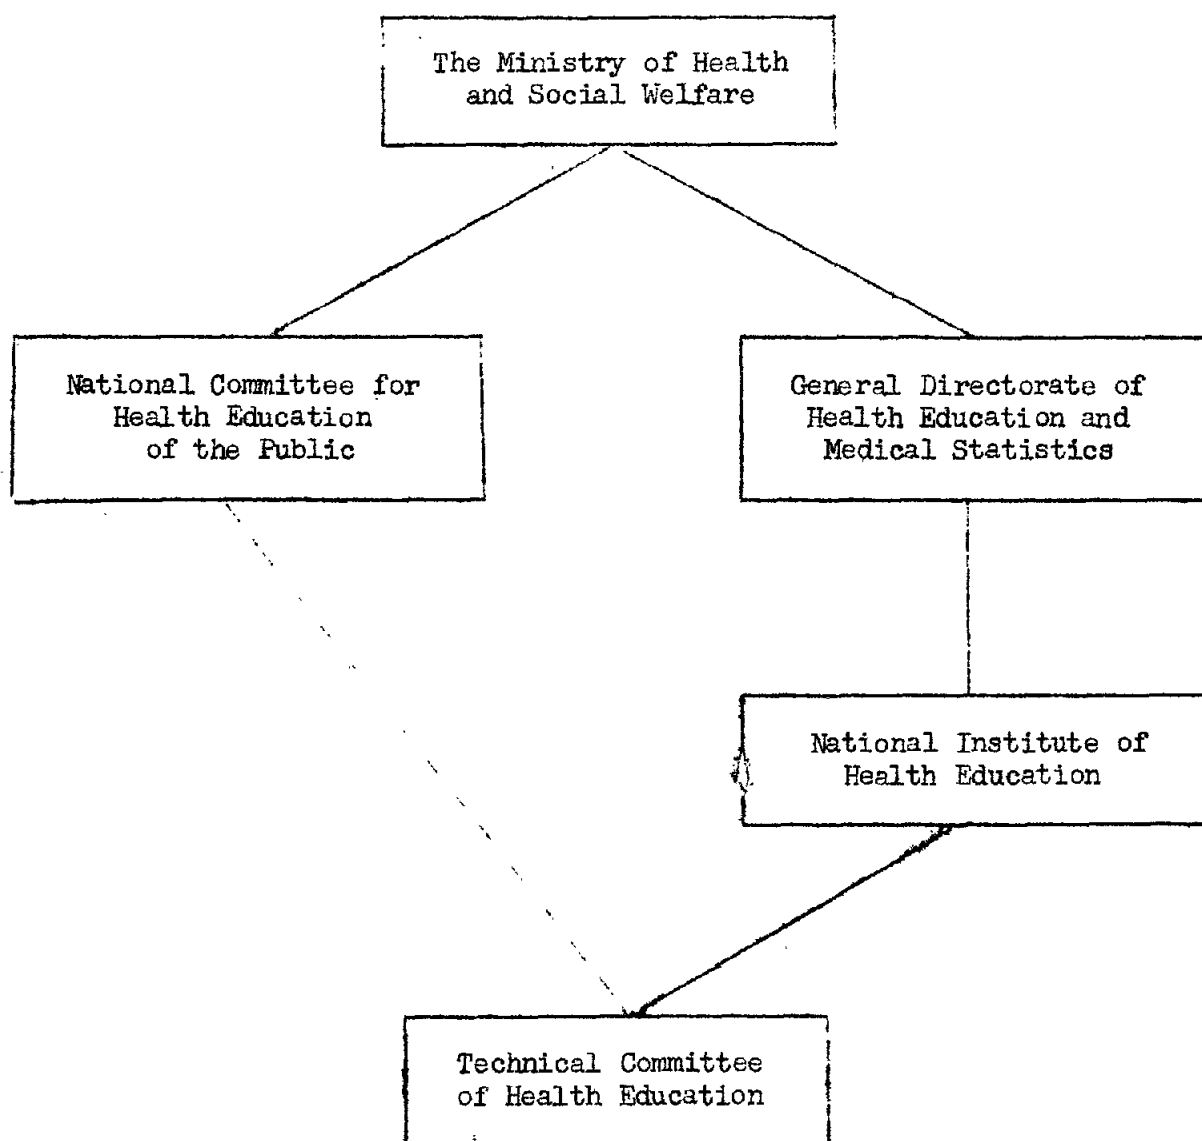 The Ministry of Health
and Social Welfare
National Committee for
Health Education
of the Public
General Directorate of
Health Education and
Medical Statistics
National Institute of
Health Education
Technical Committee
of Health Education